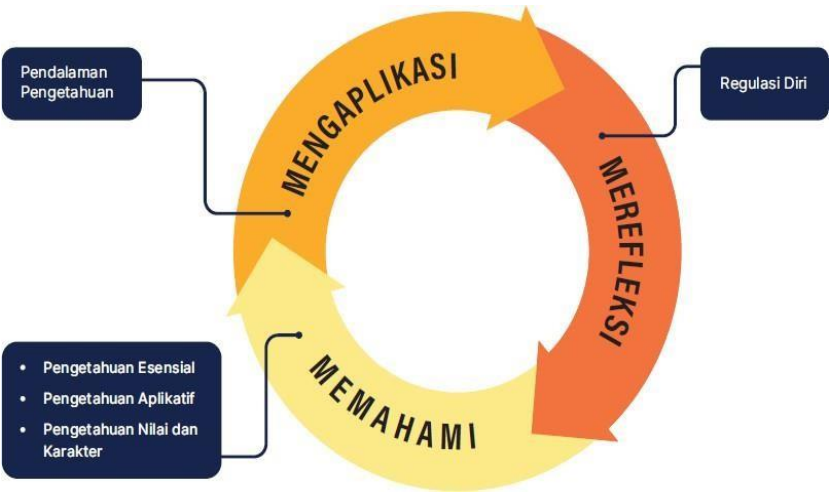 Pendalaman
Pengetahuan
MENGAPLIKASI
Regulasi Diri
MEREFLEKSI
• Pengetahuan Esensial
• Pengetahuan Aplikatif
• Pengetahuan Nilai dan
Karakter
MEMAHAMI